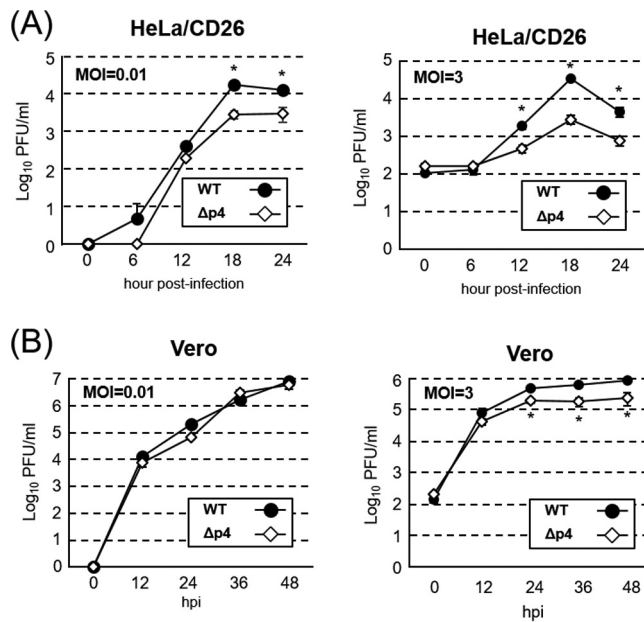 (A)
HeLa/CD26
MOI=0.01
* *
5
4
3
2
1
0
Log10 PFU/ml
WT
Δp4
0 6 12 18 24
hour post-infection
HeLa/CD26
MOI=3
* * *
5
4
3
2
1
0
Log10 PFU/ml
WT
Δp4
0 6 12 18 24
hour post-infection
(B)
Vero
MOI=0.01
7
6
5
4
3
2
1
0
Log10 PFU/ml
WT
Δp4
0 12 24 36 48
hpi
Vero
MOI=3
6
5
4
3
2
1
0
Log10 PFU/ml
* * *
WT
Δp4
0 12 24 36 48
hpi